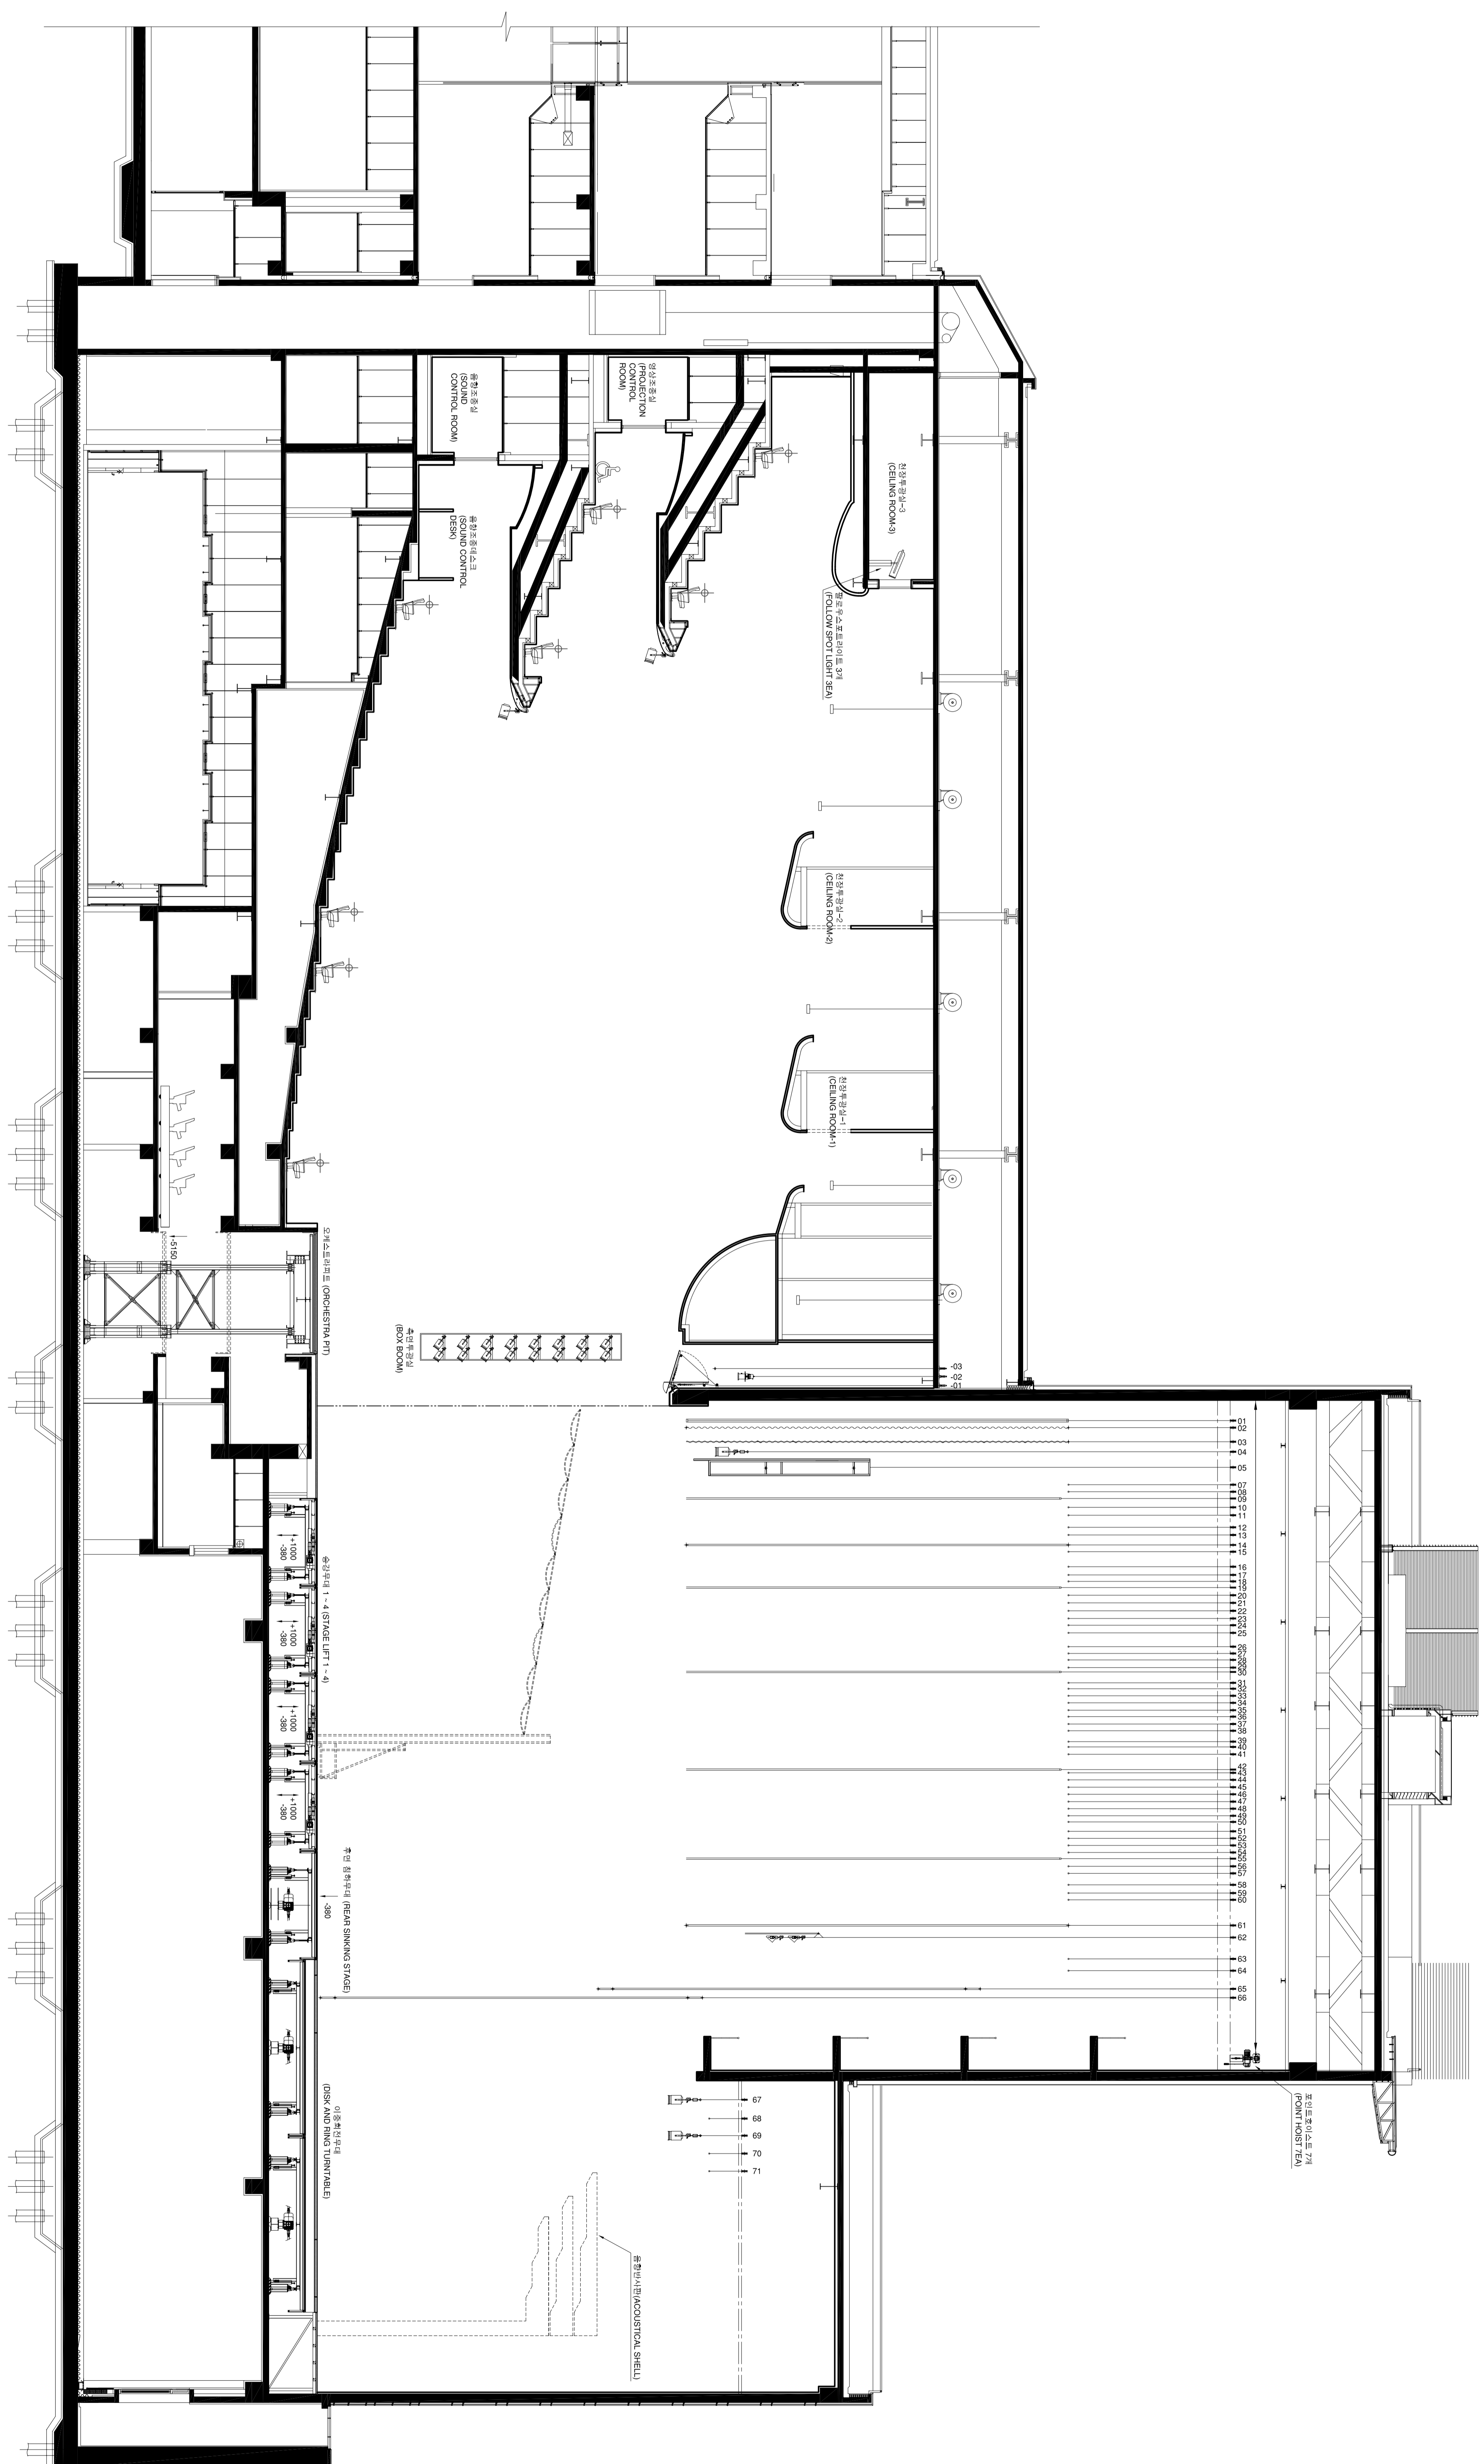 음향조종실
(SOUND
CONTROL ROOM)
영상조종실
(PROJECTION
CONTROL
ROOM)
천장투광실-3
(CEILING ROOM-3)
음향조종데스크
(SOUND CONTROL
DESK)
팔로우스포트라이트 3개
(FOLLOW SPOT LIGHT 3EA)
천장투광실-2
(CEILING ROOM-2)
천장투광실-1
(CEILING ROOM-1)
오케스트라피트 (ORCHESTRA PIT)
-5150
측면투광실
(BOX BOOM)
-03
-02
-01
01
02
03
04
05
07
08
09
10
11
12
13
14
15
16
17
18
19
20
21
22
23
24
25
26
27
28
29
30
31
32
33
34
35
36
37
38
39
40
41
42
43
44
45
46
47
48
49
50
51
52
53
54
55
56
57
58
59
60
61
62
63
64
65
66
승강무대 1 ~ 4 (STAGE LIFT 1 ~ 4)
+1000
-380
+1000
-380
+1000
-380
+1000
-380
후면 침하무대 (REAR SINKING STAGE)
-380
이중회전무대
(DISK AND RING TURNTABLE)
67
68
69
70
71
포인트호이스트 7개
(POINT HOIST 7EA)
음향반사판(ACOUSTICAL SHELL)